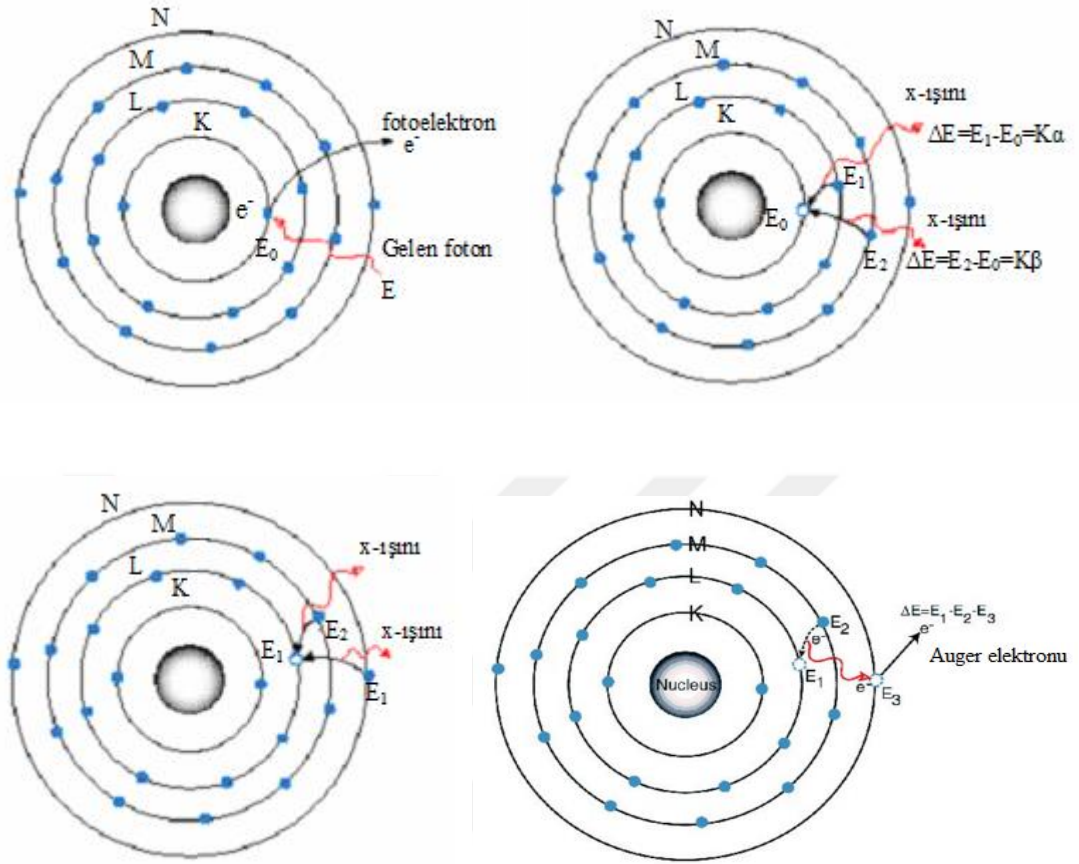 N
M
L
K
fotoelektron
e⁻
e⁻
E₀
Gelen foton
E
N
M
L
K
x-ışını
ΔE=E₁-E₀=Kα
E₁
E₀
x-ışını
E₂
ΔE=E₂-E₀=Kβ
N
M
L
K
x-ışını
E₂
x-ışını
E₁
E₁
N
M
L
K
ΔE=E₁-E₂-E₃
e⁻
E₂
e⁻
Auger elektronu
E₁
Nucleus
e⁻
E₃